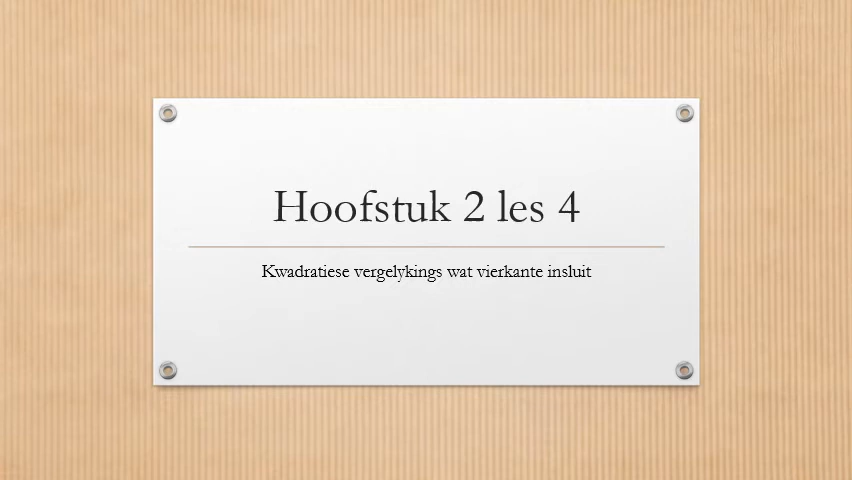 Hoofstuk 2 les 4
Kwadratiese vergelykings wat vierkante insluit